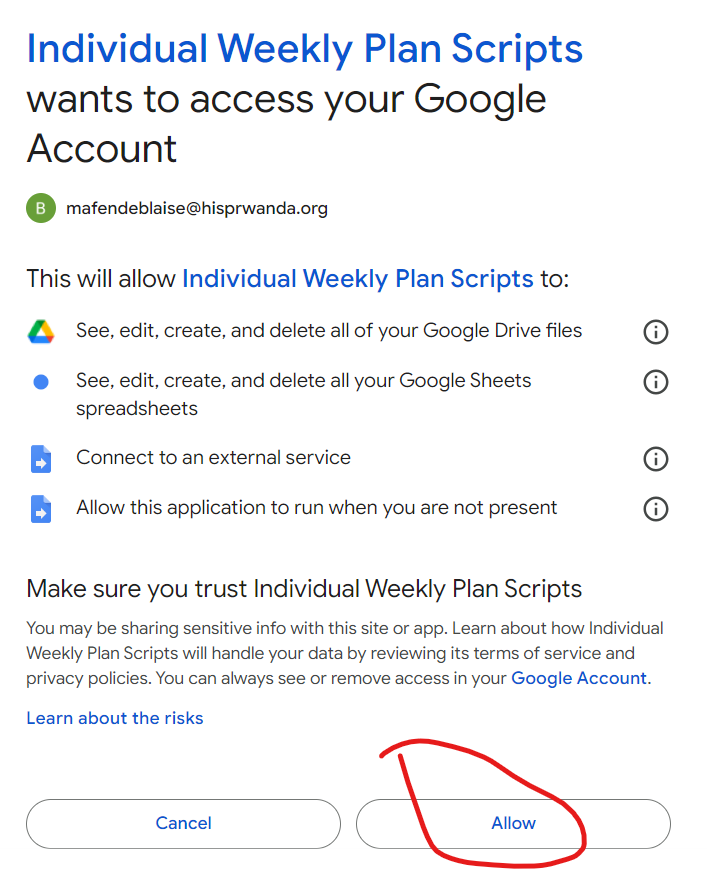 Individual Weekly Plan Scripts
wants to access your Google
Account
B mafendeblaise@hisprwanda.org
This will allow Individual Weekly Plan Scripts to:
See, edit, create, and delete all of your Google Drive files
See, edit, create, and delete all your Google Sheets
spreadsheets
Connect to an external service
Allow this application to run when you are not present
Make sure you trust Individual Weekly Plan Scripts
You may be sharing sensitive info with this site or app. Learn about how Individual
Weekly Plan Scripts will handle your data by reviewing its terms of service and
privacy policies. You can always see or remove access in your Google Account.
Learn about the risks
Cancel Allow